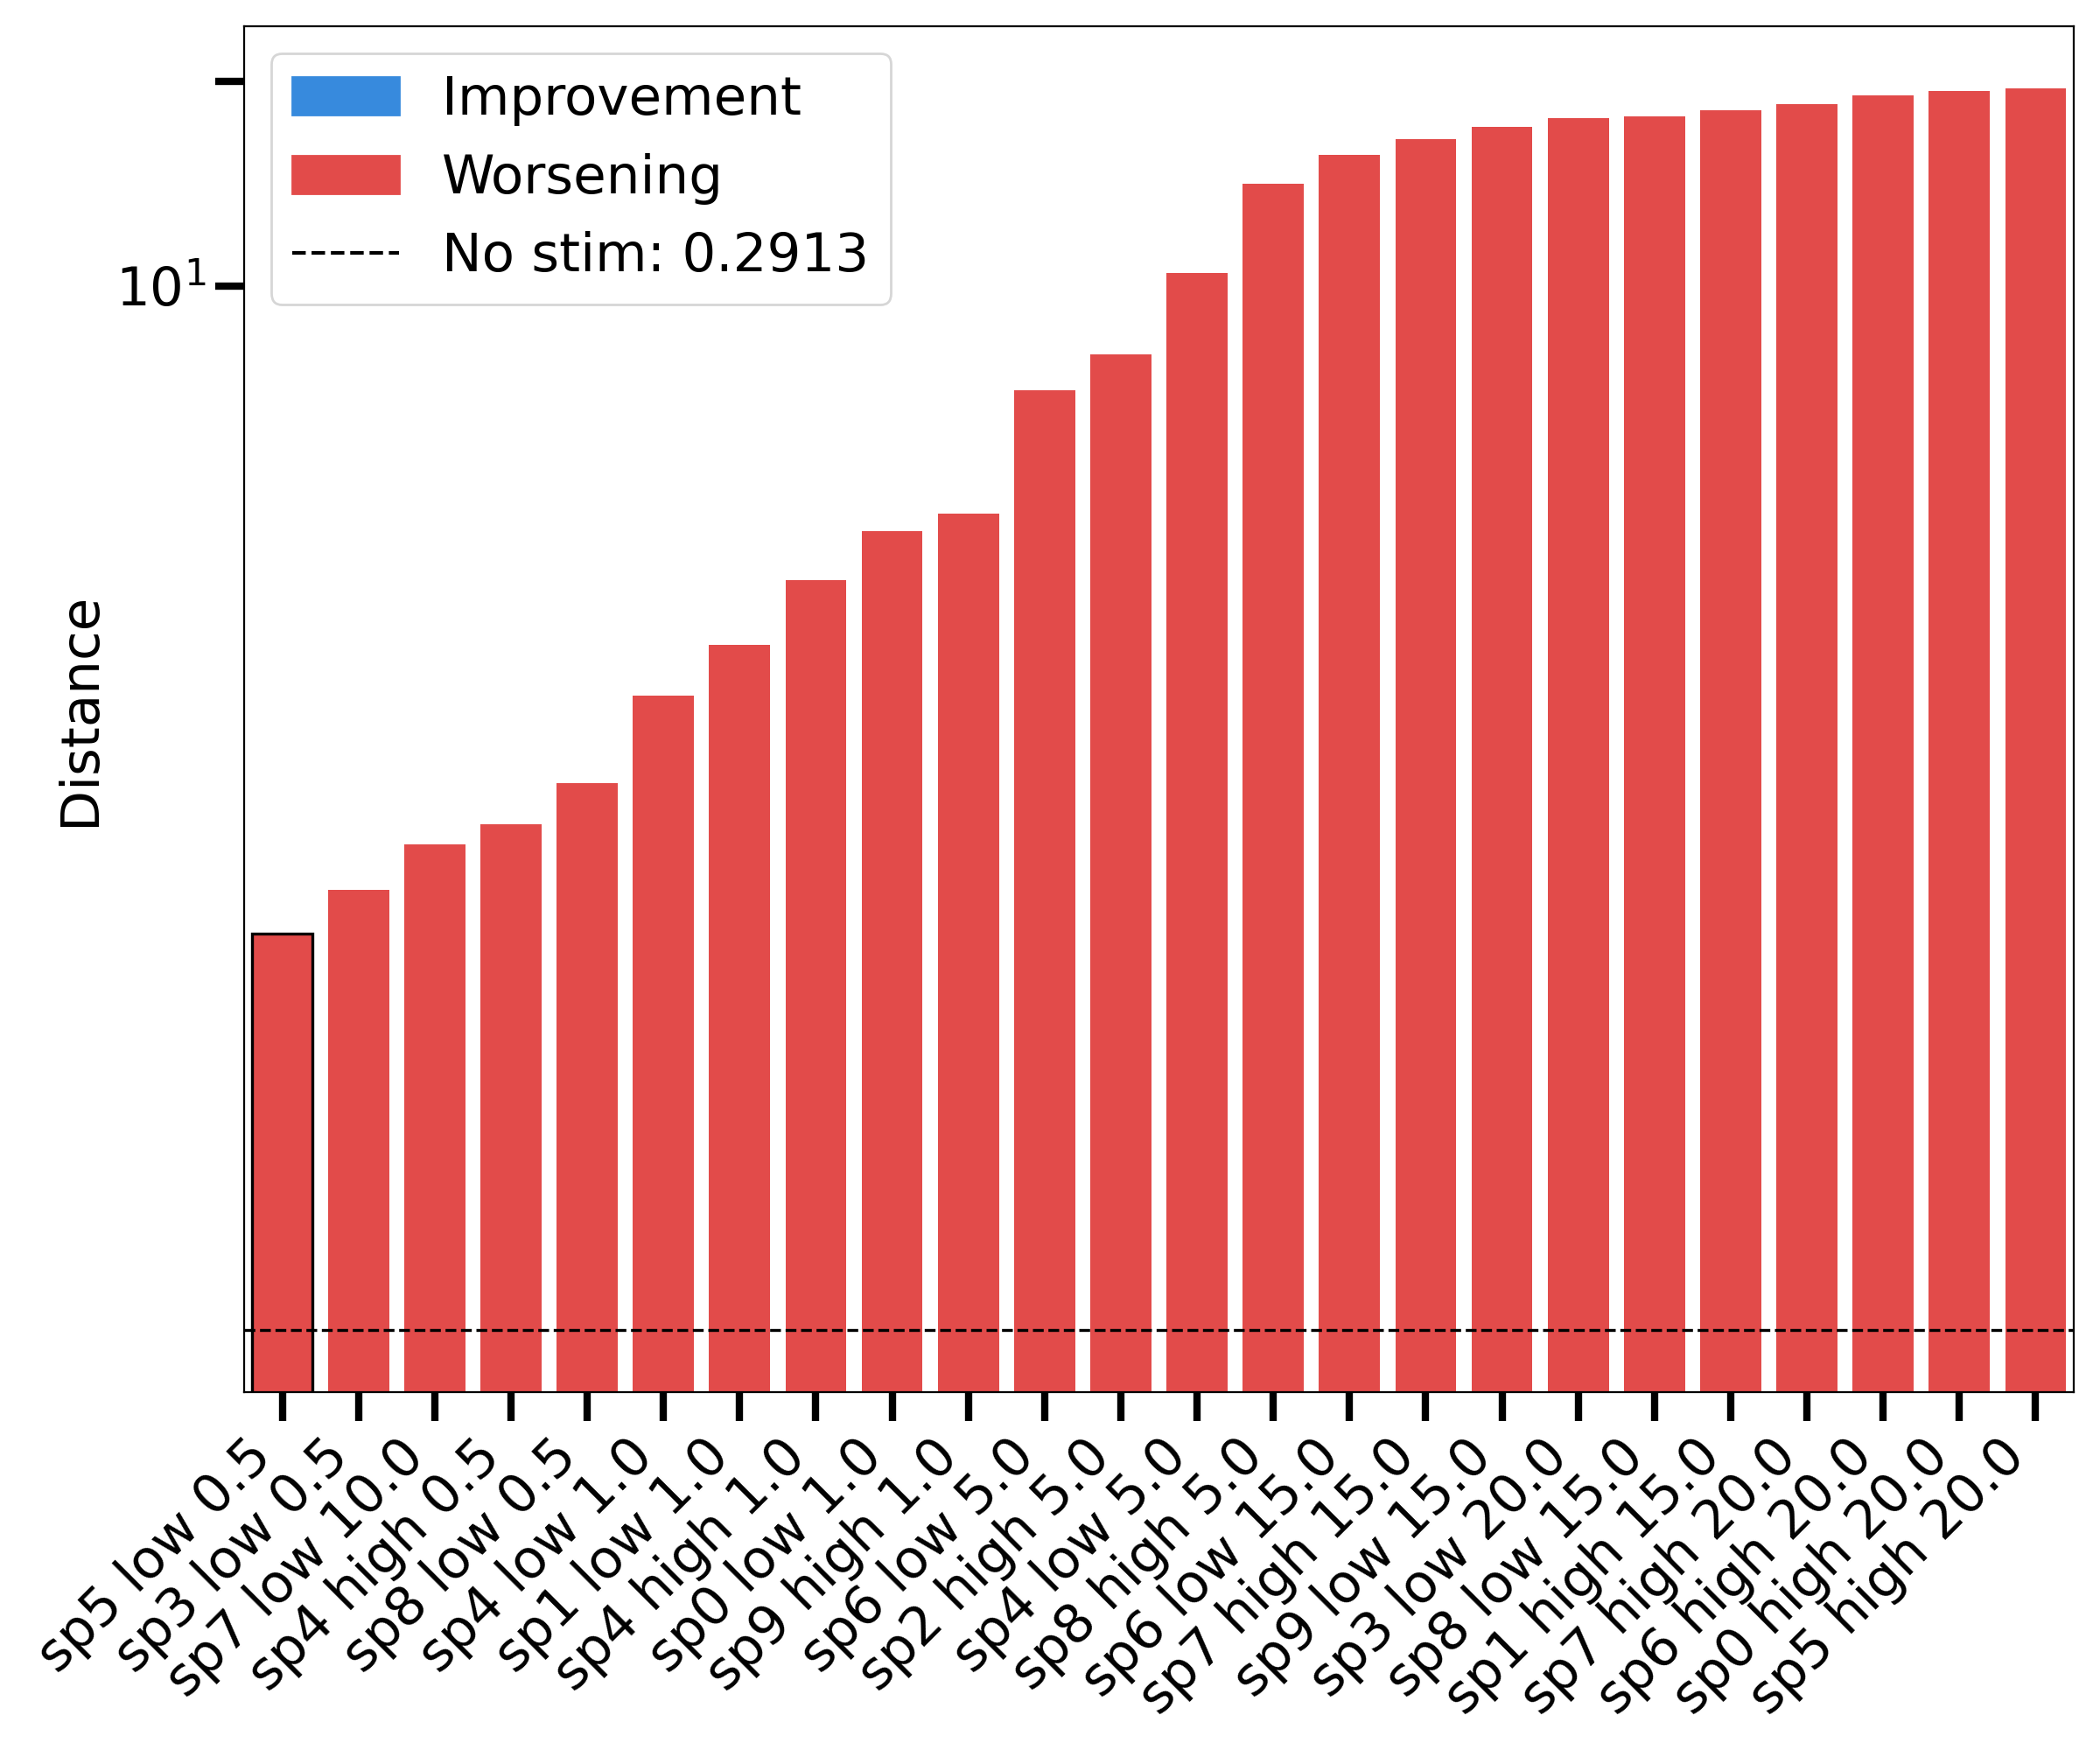 Improvement
Worsening
No stim: 0.2913
10¹
Distance
sp5 low 0.5
sp3 low 0.5
sp7 low 10.0
sp4 high 0.5
sp8 low 0.5
sp4 low 1.0
sp1 low 1.0
sp4 high 1.0
sp0 low 1.0
sp9 high 1.0
sp6 low 5.0
sp2 high 5.0
sp4 low 5.0
sp8 high 5.0
sp6 low 15.0
sp7 high 15.0
sp9 low 15.0
sp3 low 20.0
sp8 low 15.0
sp1 high 15.0
sp7 high 20.0
sp6 high 20.0
sp0 high 20.0
sp5 high 20.0